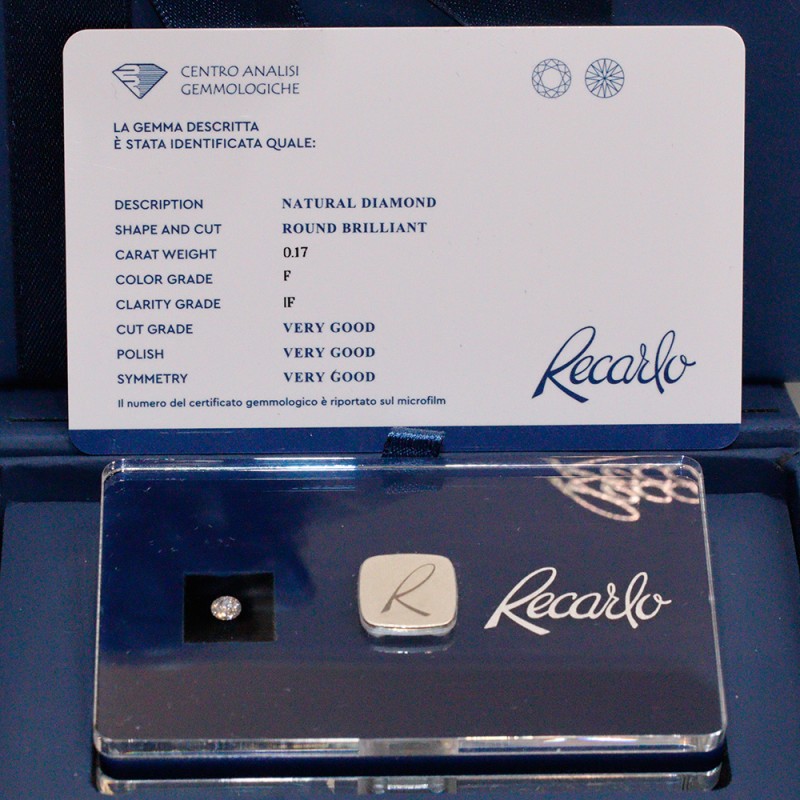 CENTRO ANALISI
GEMMOLOGICHE
LA GEMMA DESCRITTA
È STATA IDENTIFICATA QUALE:
DESCRIPTION NATURAL DIAMOND
SHAPE AND CUT ROUND BRILLIANT
CARAT WEIGHT 0.17
COLOR GRADE F
CLARITY GRADE IF
CUT GRADE VERY GOOD
POLISH VERY GOOD
SYMMETRY VERY GOOD
Il numero del certificato gemmologico è riportato sul microfilm
Recarlo
R
Recarlo